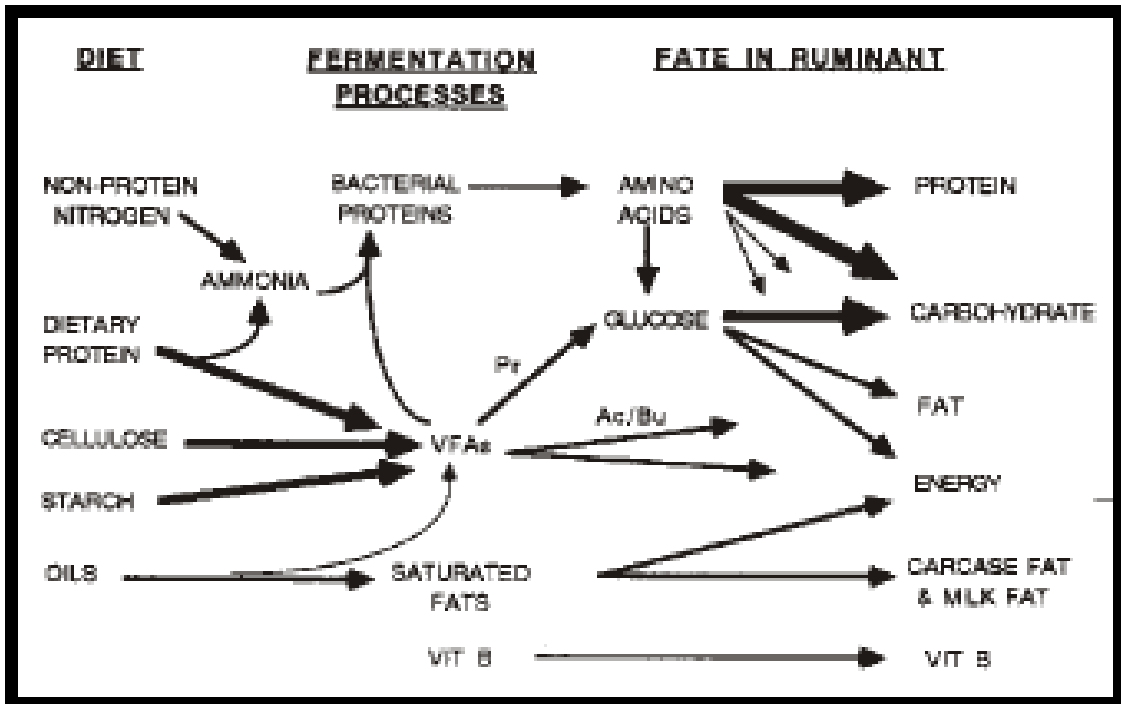 DIET
FERMENTATION
PROCESSES
FATE IN RUMINANT
NON-PROTEIN
NITROGEN
BACTERIAL
PROTEINS
AMINO
ACIDS
PROTEIN
AMMONIA
DIETARY
PROTEIN
GLUCOSE
CARBOHYDRATE
Pr
Ac/Bu
FAT
CELLULOSE
VFAs
ENERGY
STARCH
OILS
SATURATED
FATS
CARCASE FAT
& MILK FAT
VIT B
VIT B